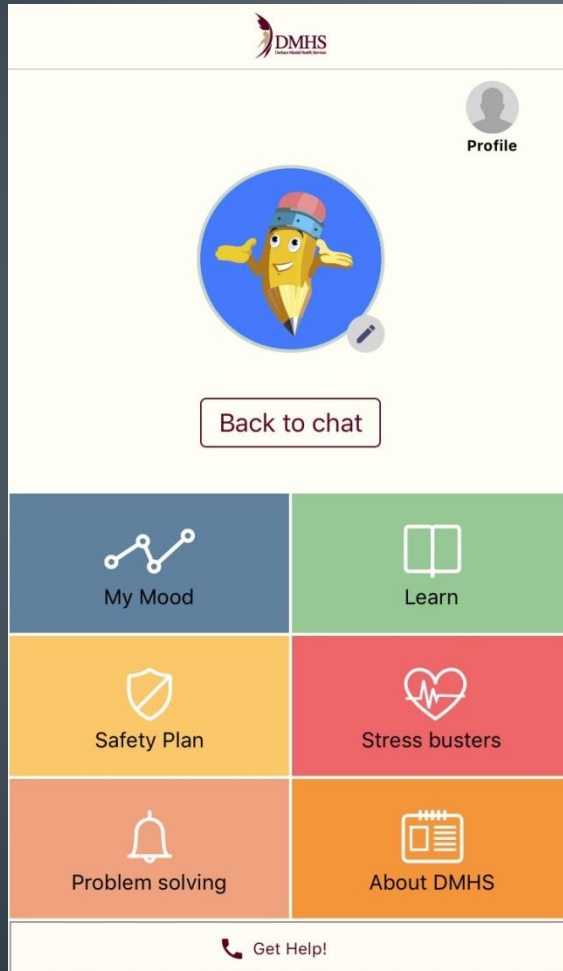 DMHS
Profile
Back to chat
My Mood
Learn
Safety Plan
Stress busters
Problem solving
About DMHS
Get Help!